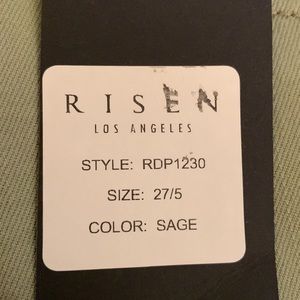 RISEN
LOS ANGELES
STYLE: RDP1230
SIZE: 27/5
COLOR: SAGE